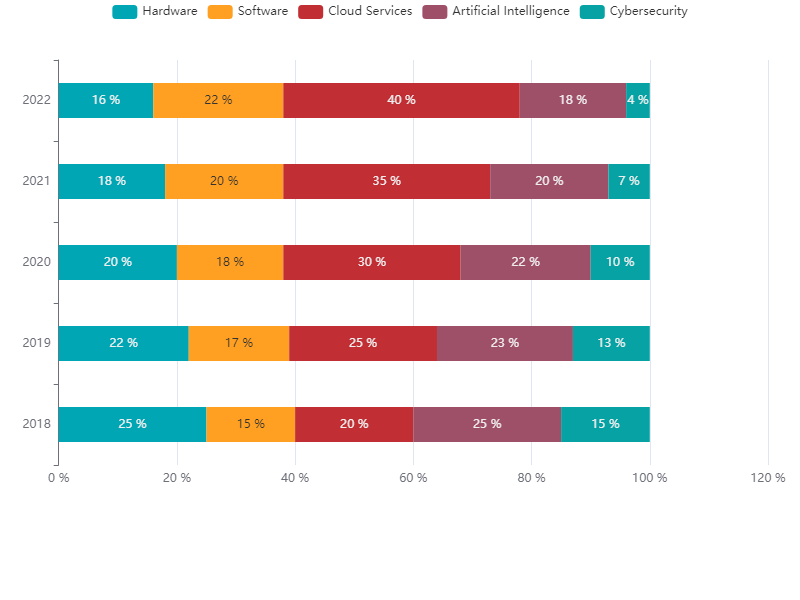 Hardware Software Cloud Services Artificial Intelligence Cybersecurity
2022 16 % 22 % 40 % 18 % 4 %
2021 18 % 20 % 35 % 20 % 7 %
2020 20 % 18 % 30 % 22 % 10 %
2019 22 % 17 % 25 % 23 % 13 %
2018 25 % 15 % 20 % 25 % 15 %
0 % 20 % 40 % 60 % 80 % 100 % 120 %